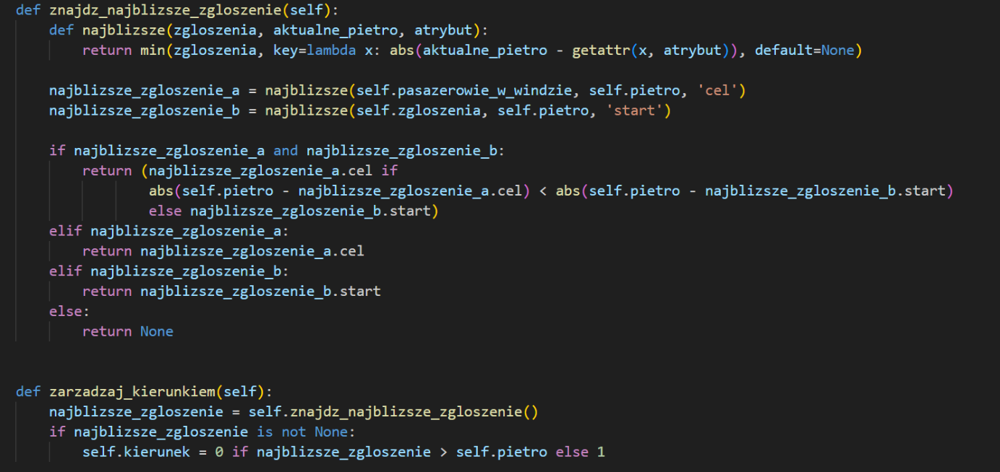 def znajdz_najblizsze_zgloszenie(self):
    def najblizsze(zgloszenia, aktualne_pietro, atrybut):
        return min(zgloszenia, key=lambda x: abs(aktualne_pietro - getattr(x, atrybut)), default=None)
    najblizsze_zgloszenie_a = najblizsze(self.pasazerowie_w_windzie, self.pietro, 'cel')
    najblizsze_zgloszenie_b = najblizsze(self.zgloszenia, self.pietro, 'start')
    if najblizsze_zgloszenie_a and najblizsze_zgloszenie_b:
        return (najblizsze_zgloszenie_a.cel if
                abs(self.pietro - najblizsze_zgloszenie_a.cel) < abs(self.pietro - najblizsze_zgloszenie_b.start)
                else najblizsze_zgloszenie_b.start)
    elif najblizsze_zgloszenie_a:
        return najblizsze_zgloszenie_a.cel
    elif najblizsze_zgloszenie_b:
        return najblizsze_zgloszenie_b.start
    else:
        return None
def zarzadzaj_kierunkiem(self):
    najblizsze_zgloszenie = self.znajdz_najblizsze_zgloszenie()
    if najblizsze_zgloszenie is not None:
        self.kierunek = 0 if najblizsze_zgloszenie > self.pietro else 1